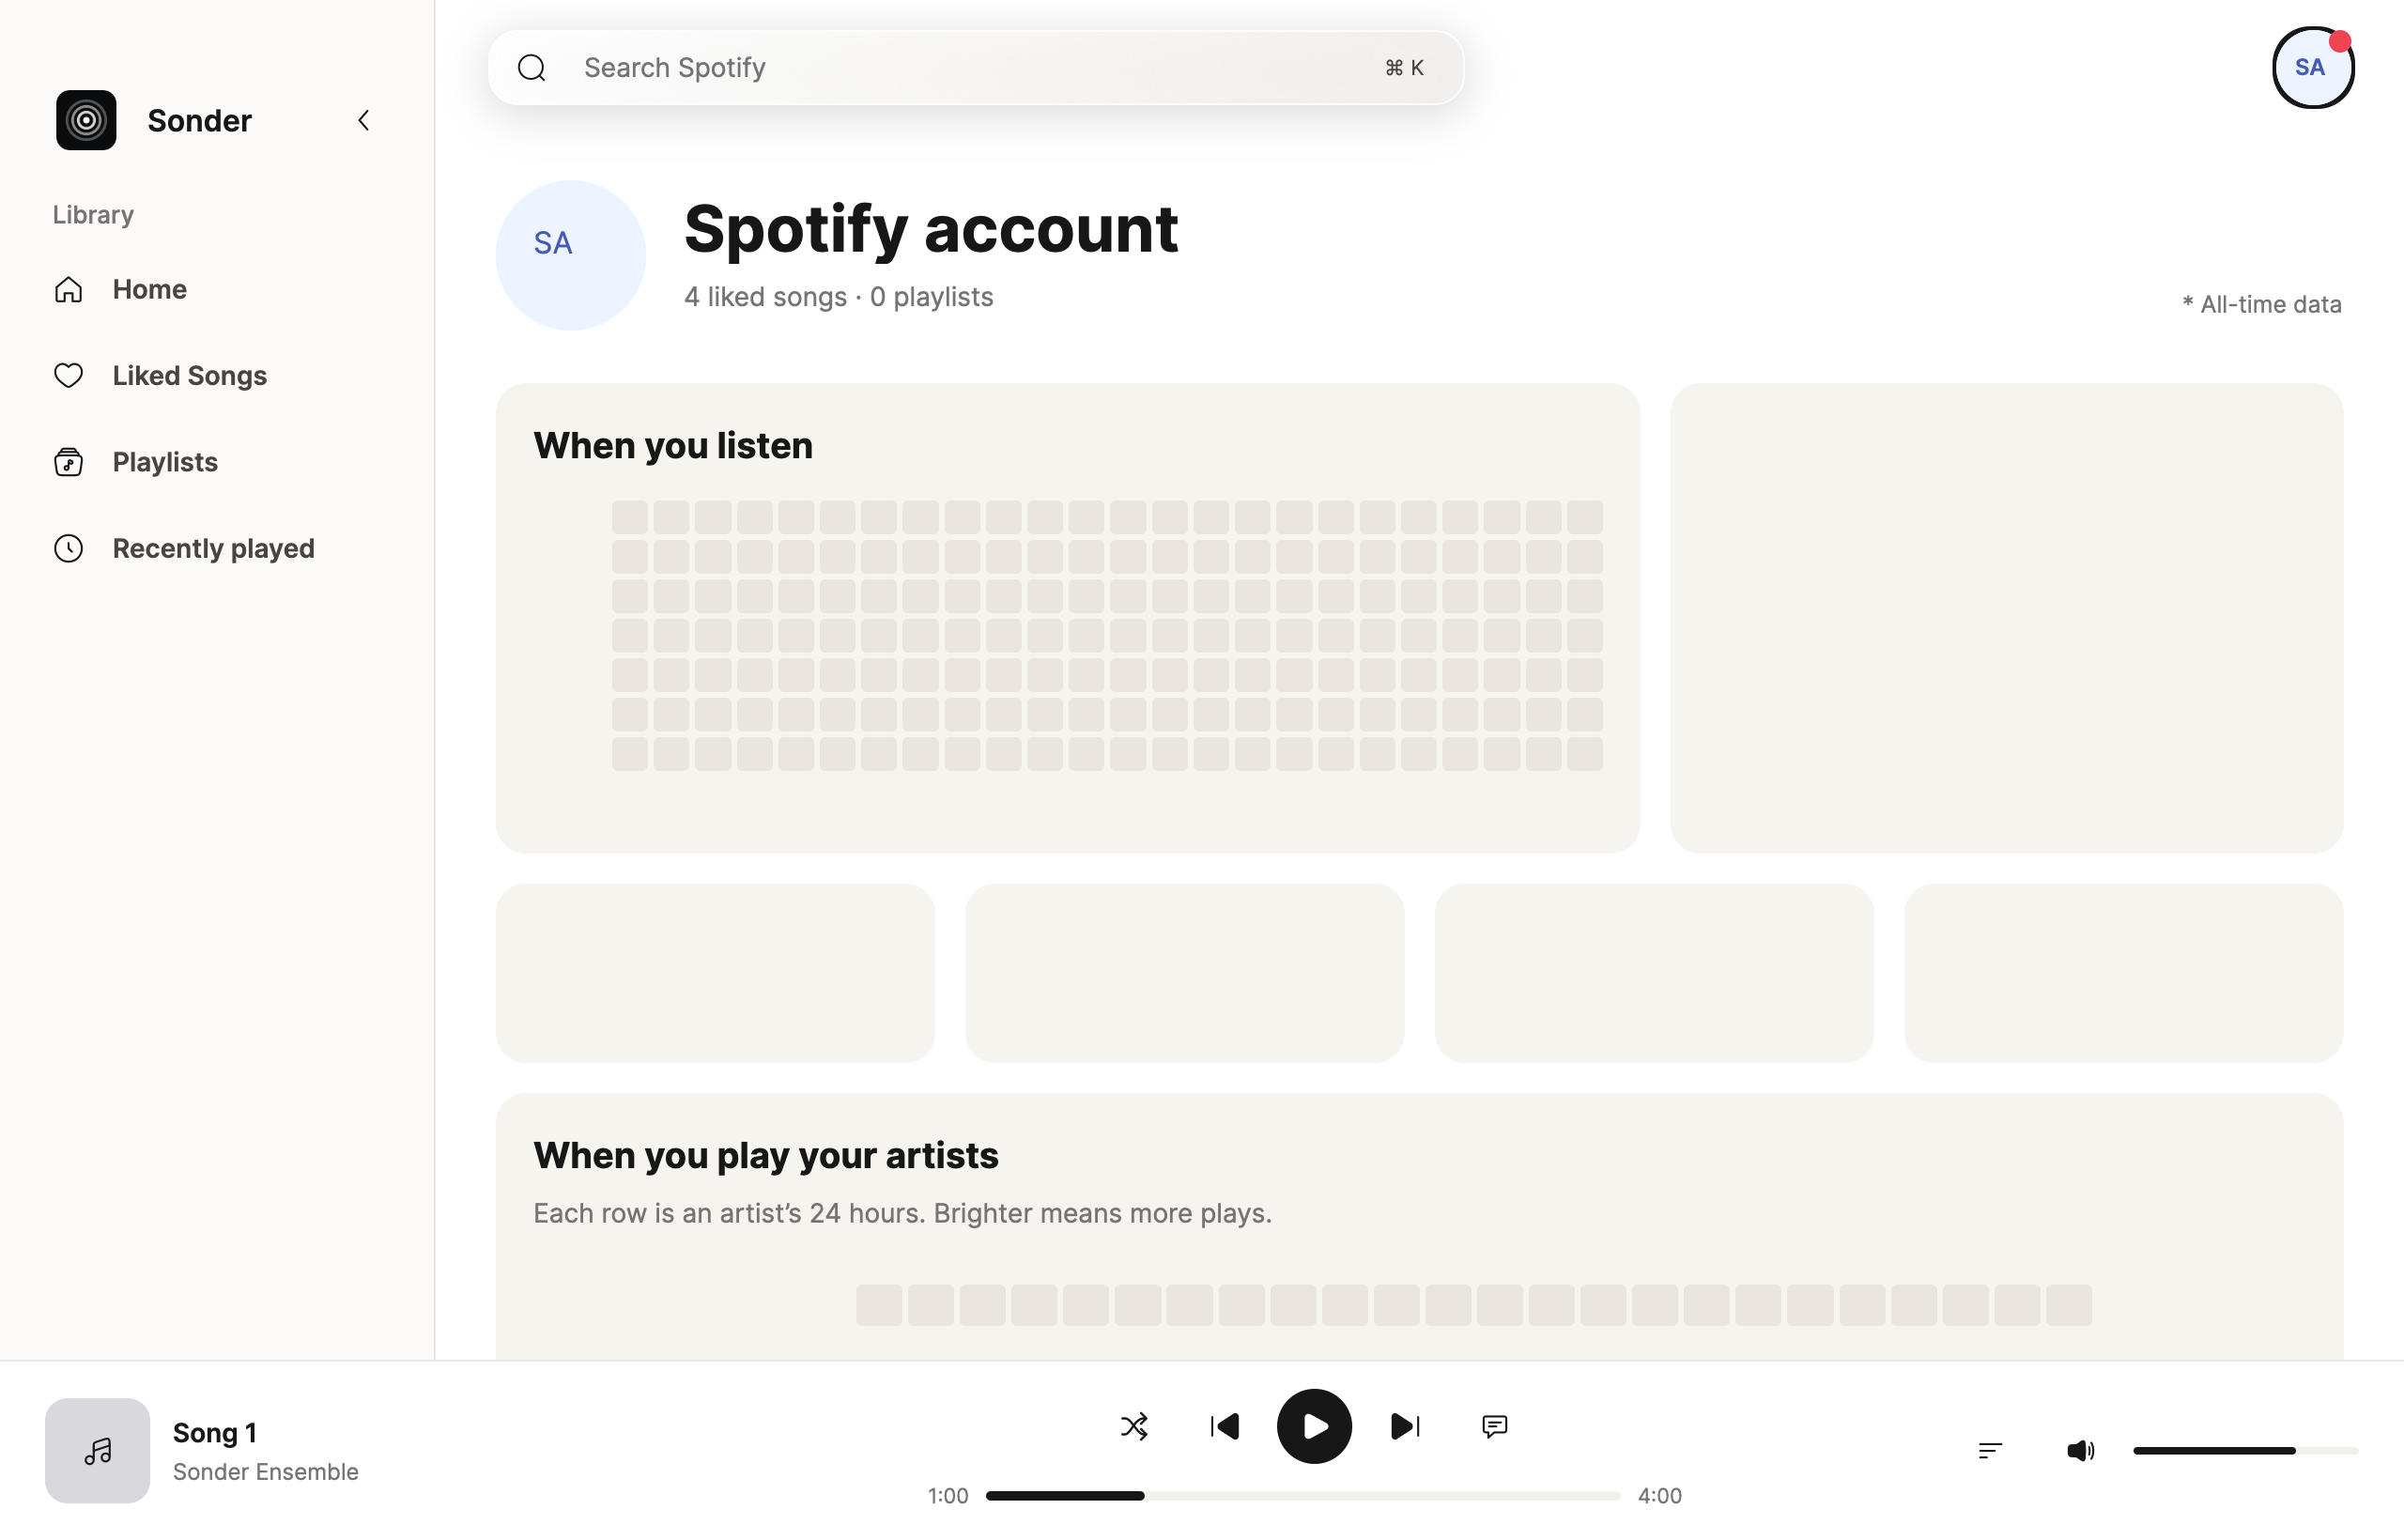 Search Spotify
⌘ K
SA
Sonder
Library
Home
Liked Songs
Playlists
Recently played
SA
Spotify account
4 liked songs · 0 playlists
* All-time data
When you listen
When you play your artists
Each row is an artist’s 24 hours. Brighter means more plays.
Song 1
Sonder Ensemble
1:00
4:00